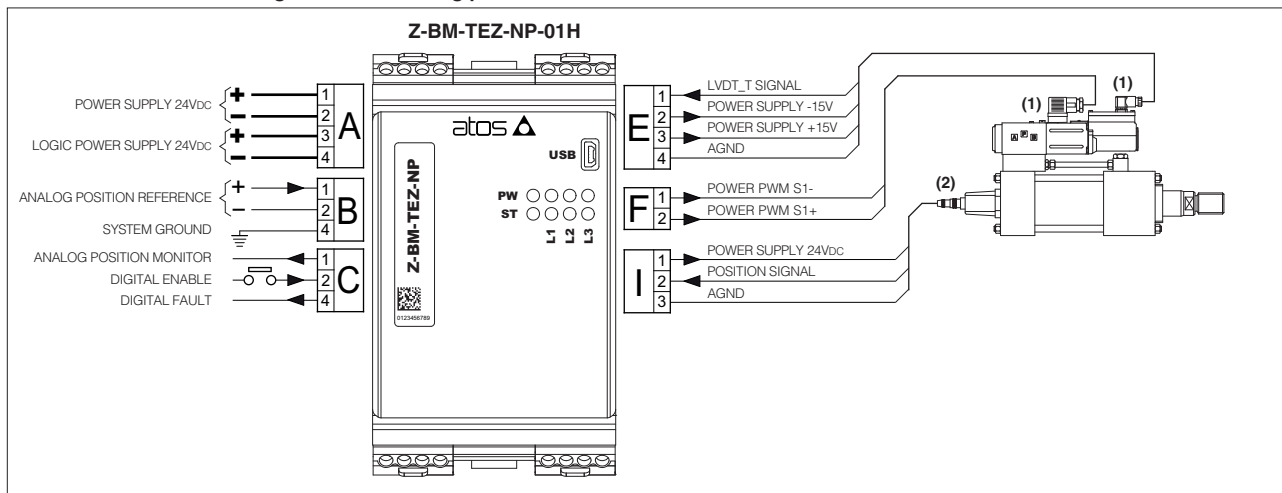 Z-BM-TEZ-NP-01H
POWER SUPPLY 24VDC
+ 1
- 2
LOGIC POWER SUPPLY 24VDC
+ 3
- 4
A
ANALOG POSITION REFERENCE
+ 1
- 2
SYSTEM GROUND 4
B
ANALOG POSITION MONITOR 1
DIGITAL ENABLE 2
DIGITAL FAULT 4
C
atos
USB
PW
ST
L1 L2 L3
Z-BM-TEZ-NP
0123456789
E
1 LVDT_T SIGNAL
2 POWER SUPPLY -15V
3 POWER SUPPLY +15V
4 AGND
F
1 POWER PWM S1-
2 POWER PWM S1+
I
1 POWER SUPPLY 24VDC
2 POSITION SIGNAL
3 AGND
(1)
(1)
(2)